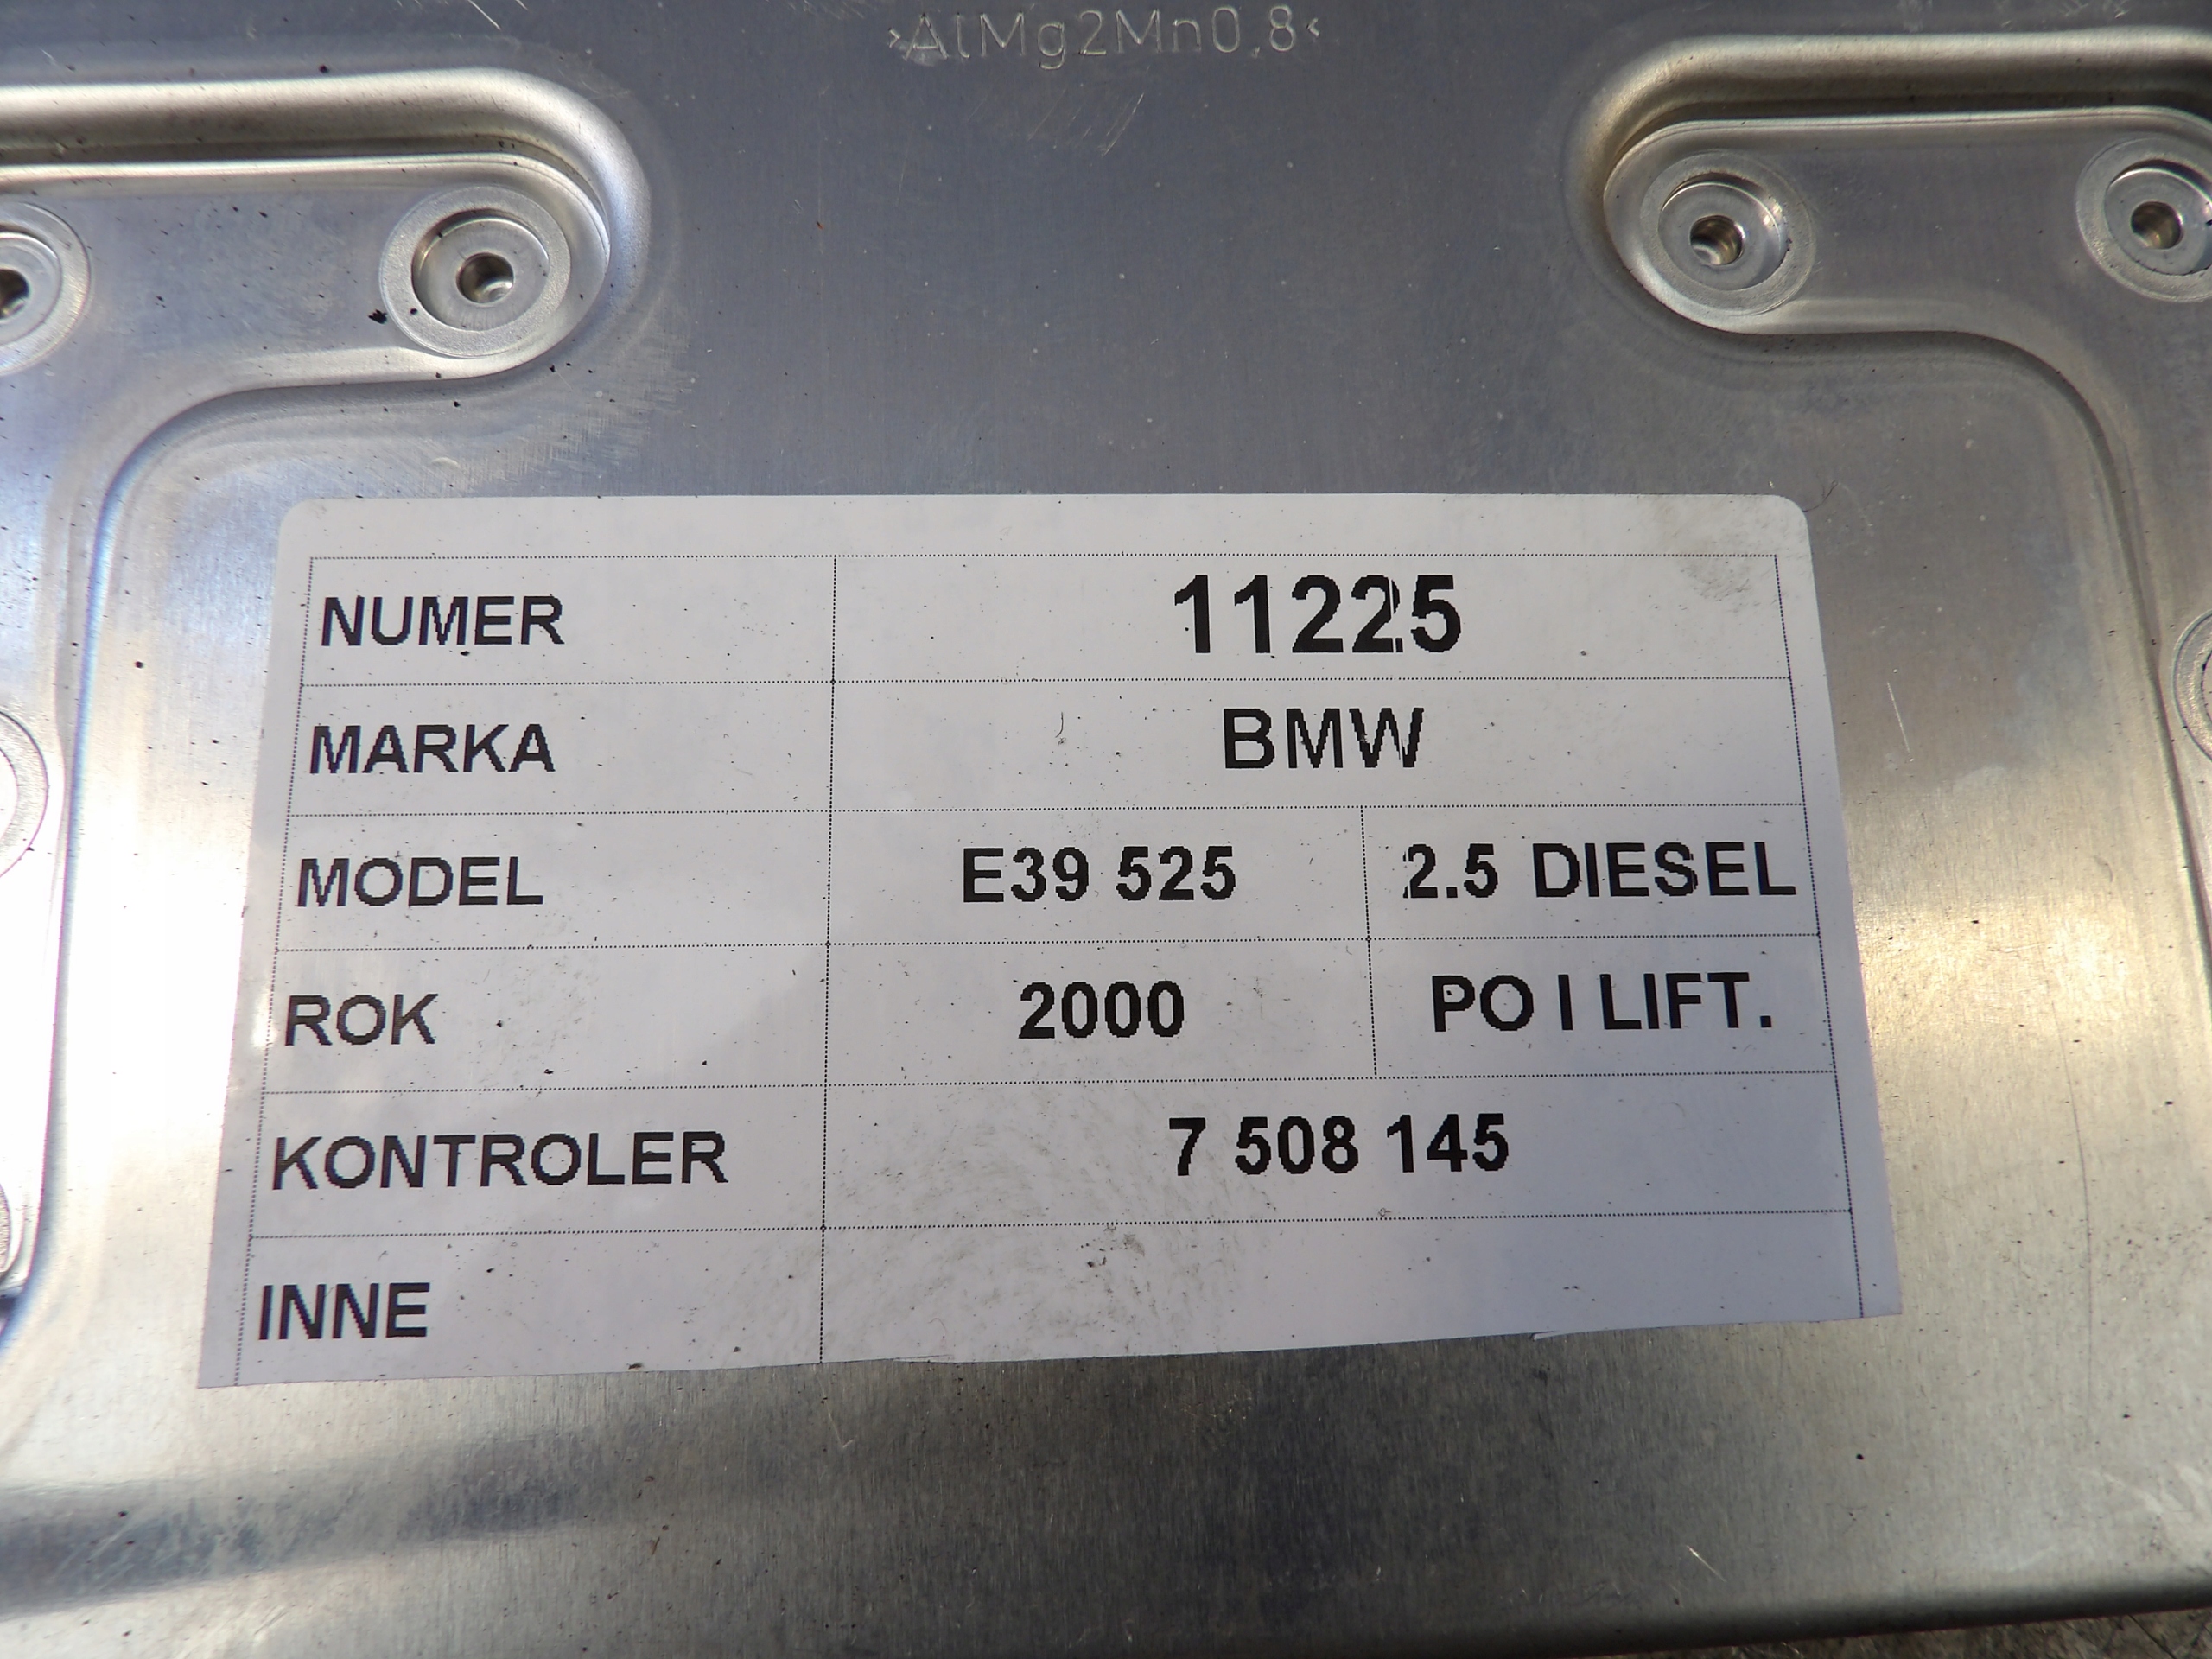 >AlMg2Mn0,8<
NUMER 11225
MARKA BMW
MODEL E39 525 2.5 DIESEL
ROK 2000 PO I LIFT.
KONTROLER 7 508 145
INNE